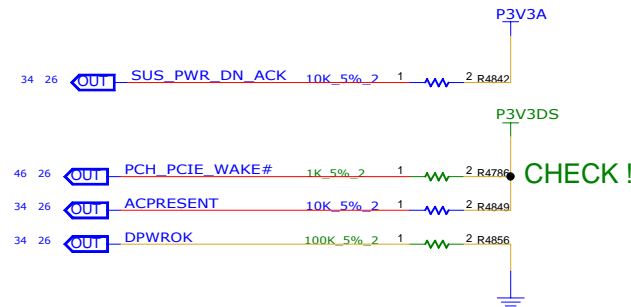 P3V3A
34 26 OUT SUS_PWR_DN_ACK 10K_5%_2 1 2 R4842
P3V3DS
46 26 OUT PCH_PCIE_WAKE# 1K_5%_2 1 2 R4786 CHECK !
34 26 OUT ACPRESENT 10K_5%_2 1 2 R4849
34 26 OUT DPWROK 100K_5%_2 1 2 R4856